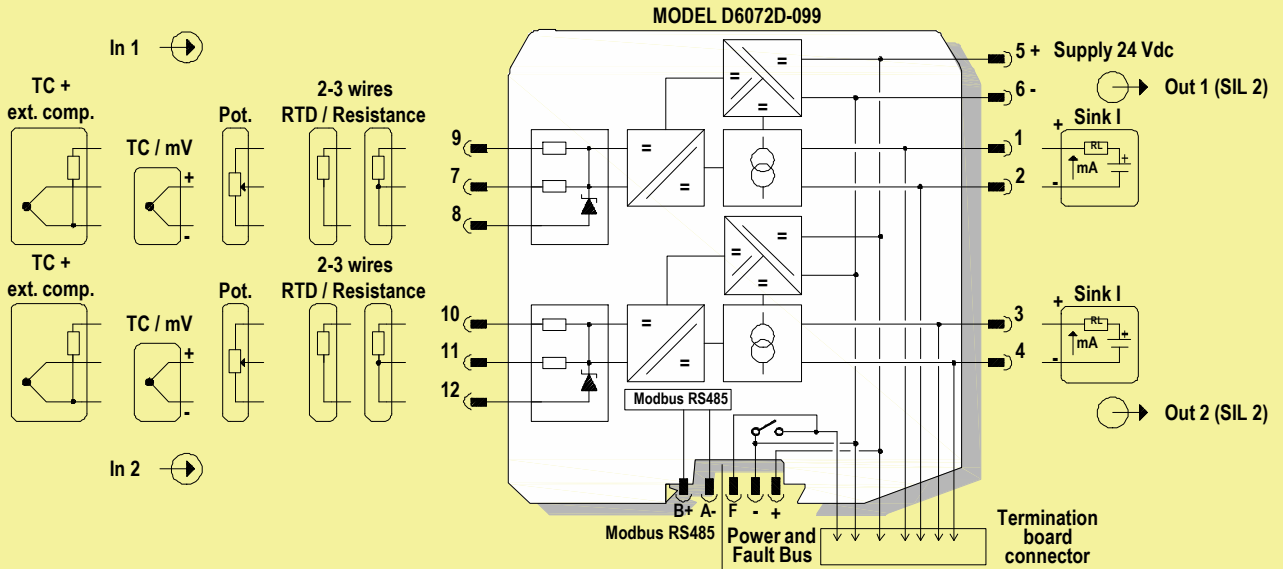 MODEL D6072D-099
In 1
TC +
ext. comp.
TC / mV
+
-
Pot.
2-3 wires
RTD / Resistance
9
7
8
=
=
=
=
=
5 + Supply 24 Vdc
6 -
Out 1 (SIL 2)
Sink I
1
2
+
-
RL
mA
+
TC +
ext. comp.
TC / mV
+
-
Pot.
2-3 wires
RTD / Resistance
10
11
12
=
=
=
=
=
Sink I
3
4
+
-
RL
mA
+
Out 2 (SIL 2)
In 2
Modbus RS485
B+ A- F - +
Modbus RS485
Power and
Fault Bus
Termination
board
connector